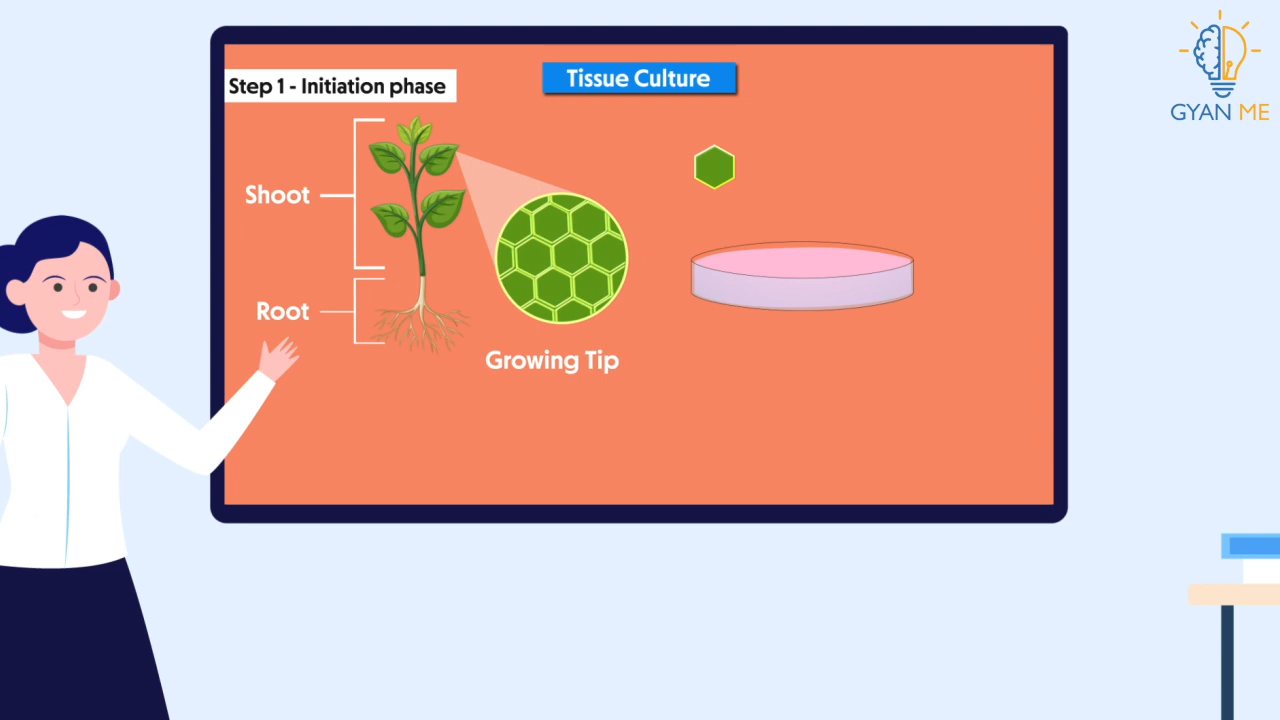 Step 1 - Initiation phase
Tissue Culture
Shoot
Root
Growing Tip
GYAN ME